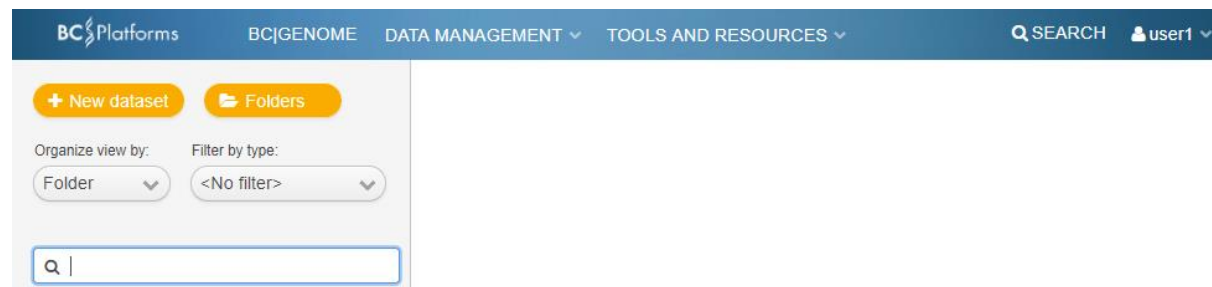 BC Platforms BC|GENOME DATA MANAGEMENT TOOLS AND RESOURCES SEARCH user1
+ New dataset Folders
Organize view by: Filter by type:
Folder <No filter>